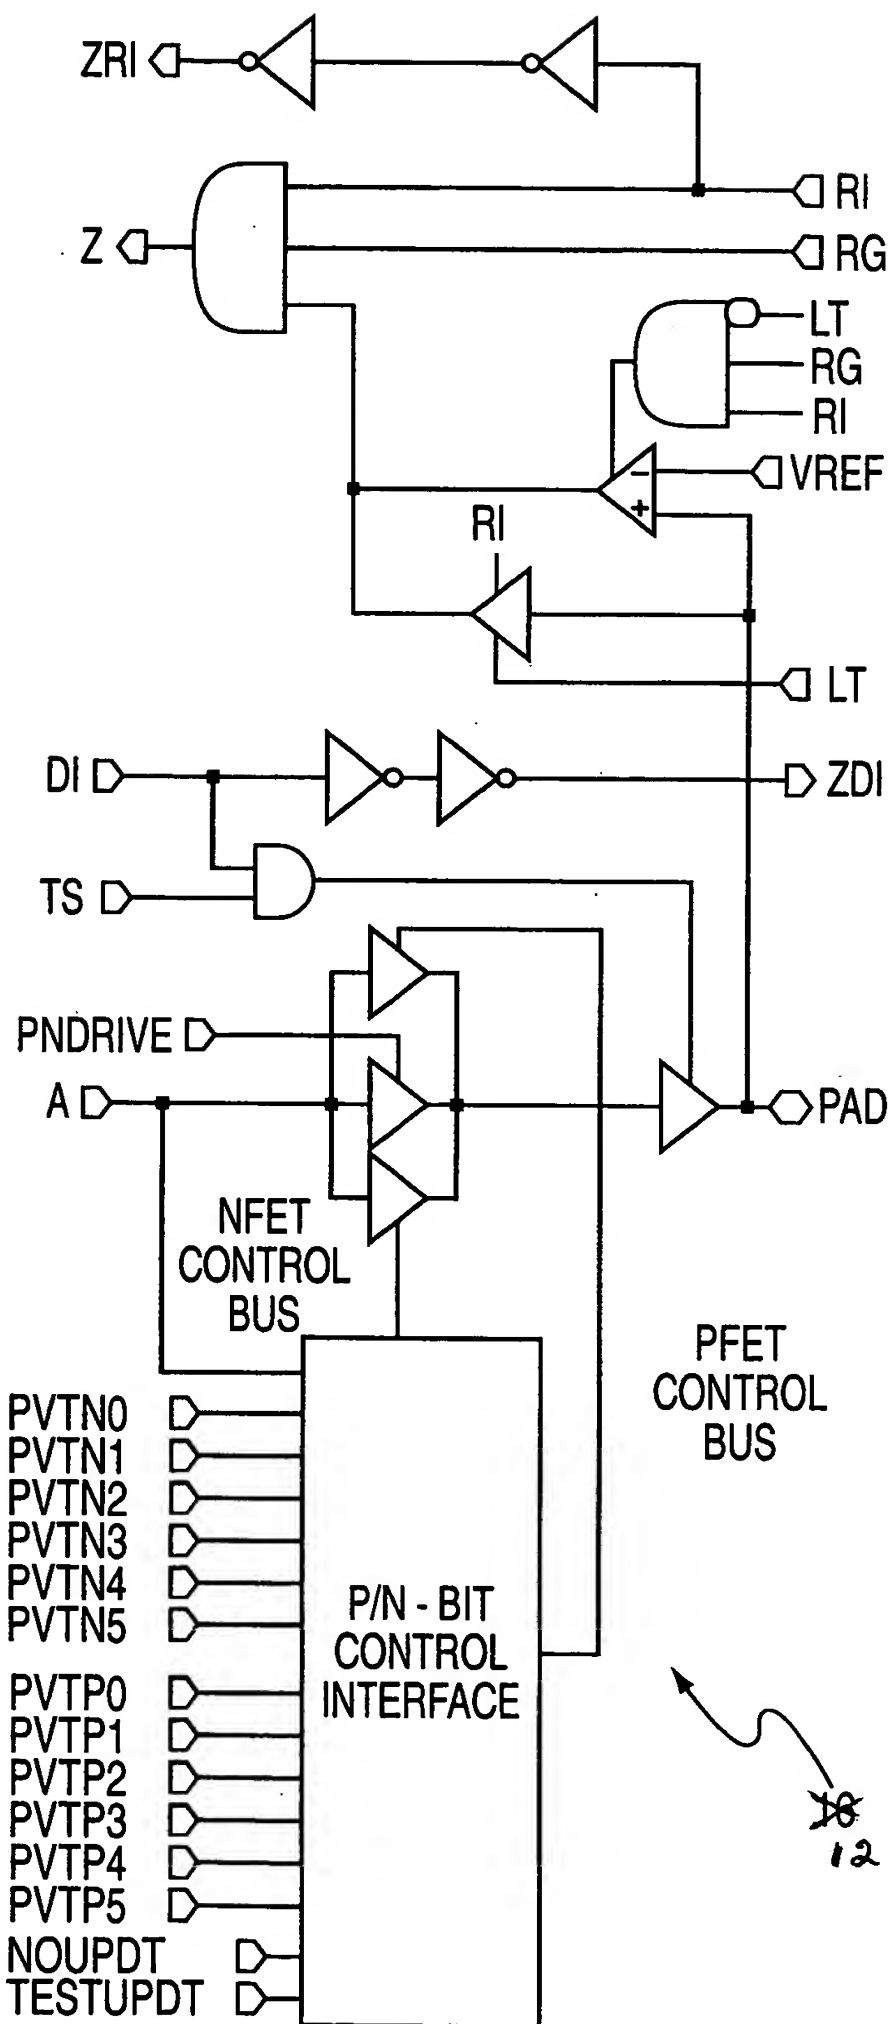 ZRI
RI
Z
RG
LT
RG
RI
VREF
−
+
RI
LT
DI
ZDI
TS
PNDRIVE
A
PAD
NFET
CONTROL
BUS
PFET
CONTROL
BUS
PVTN0
PVTN1
PVTN2
PVTN3
PVTN4
PVTN5
P/N - BIT
CONTROL
INTERFACE
PVTP0
PVTP1
PVTP2
PVTP3
PVTP4
PVTP5
NOUPDT
TESTUPDT
12